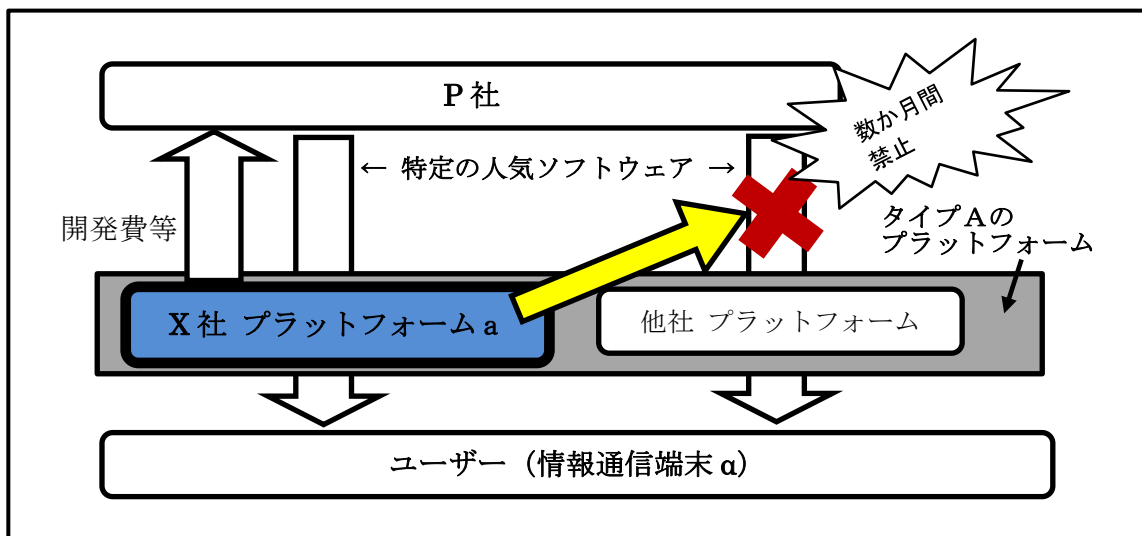 P社
数か月間
禁止
← 特定の人気ソフトウェア →
開発費等
タイプAの
プラットフォーム
X社 プラットフォームa
他社 プラットフォーム
ユーザー(情報通信端末α)